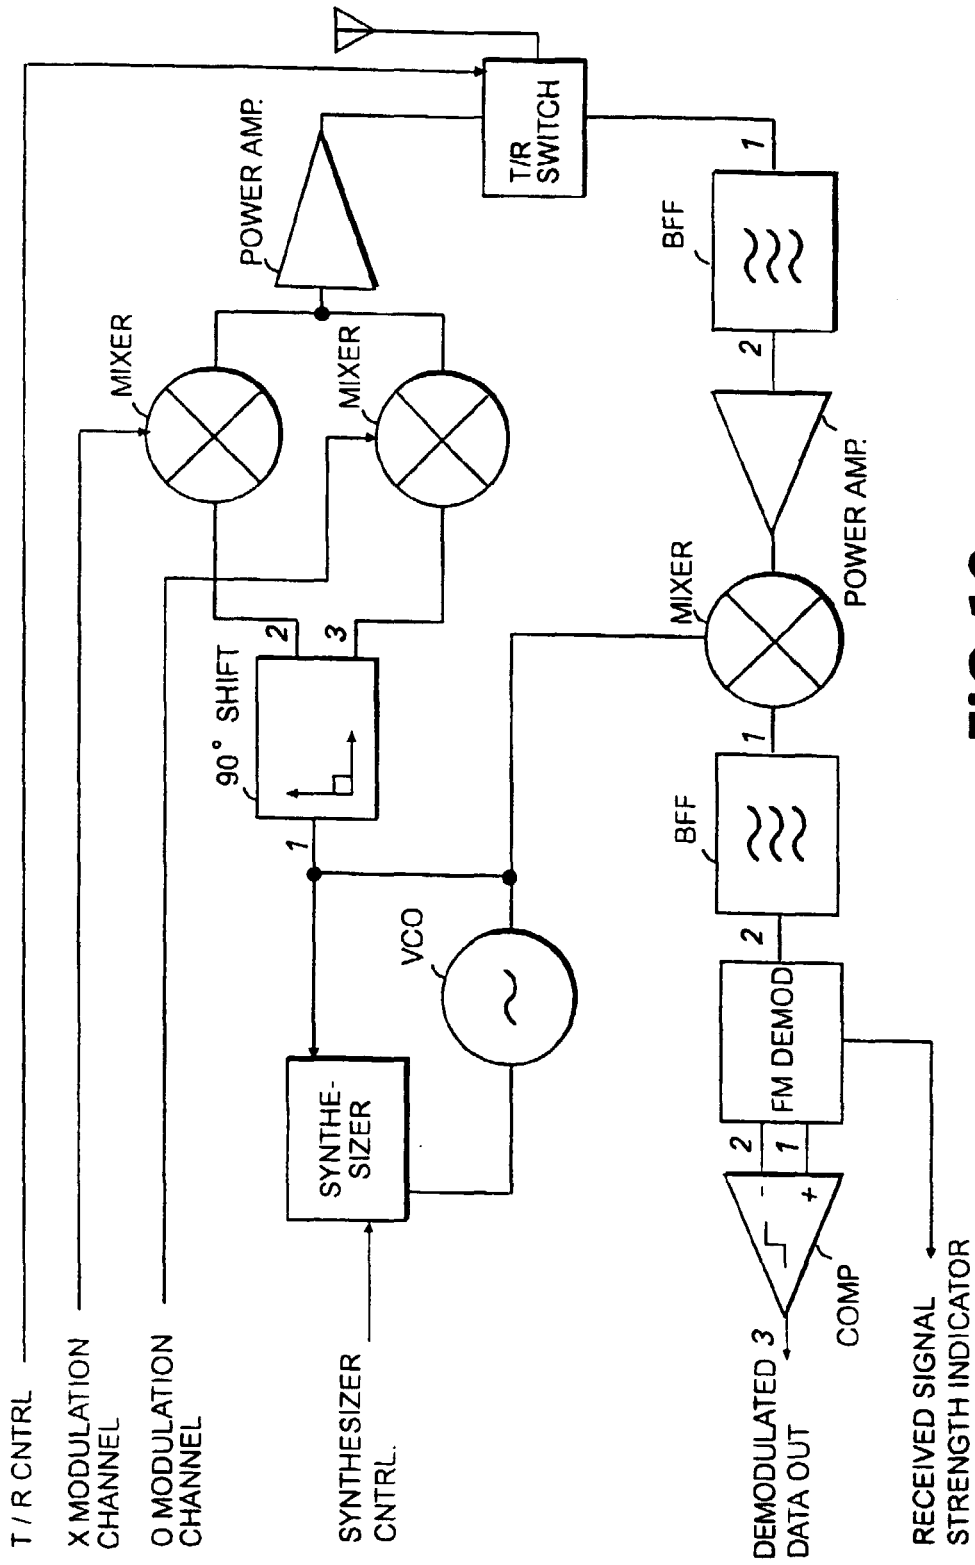 T / R CNTRL
X MODULATION
CHANNEL
O MODULATION
CHANNEL
SYNTHESIZER
CNTRL.
SYNTHE-
SIZER
VCO
1
90° SHIFT
2
3
MIXER
MIXER
POWER AMP.
T/R
SWITCH
1
BFF
2
POWER AMP.
MIXER
1
BFF
2
FM DEMOD
2
1
-
+
COMP
3
DEMODULATED
DATA OUT
RECEIVED SIGNAL
STRENGTH INDICATOR